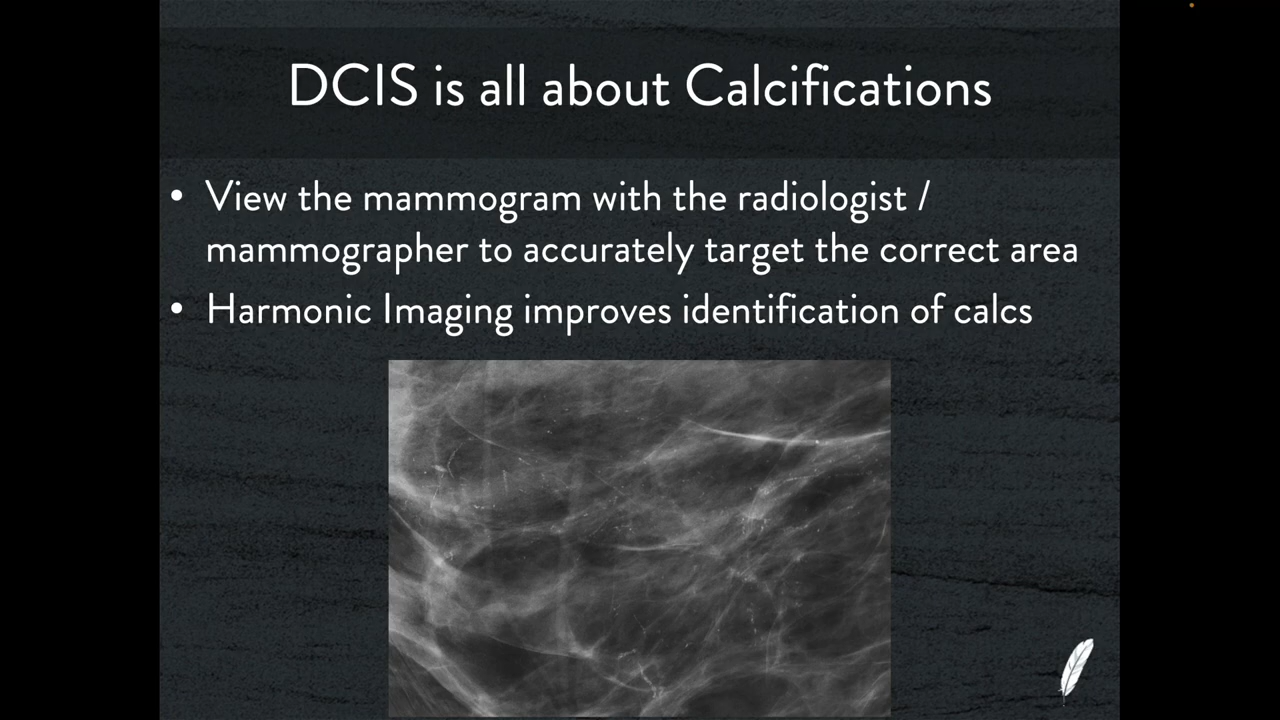 DCIS is all about Calcifications
• View the mammogram with the radiologist /
mammographer to accurately target the correct area
• Harmonic Imaging improves identification of calcs